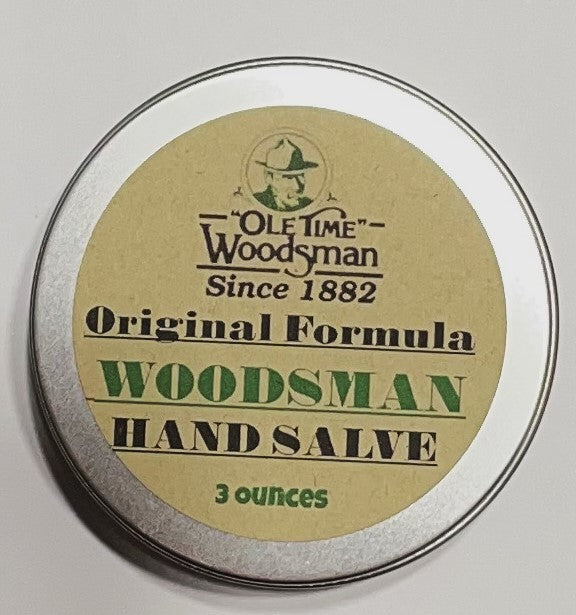 "OLE TIME"
Woodsman
Since 1882
Original Formula
WOODSMAN
HAND SALVE
3 ounces